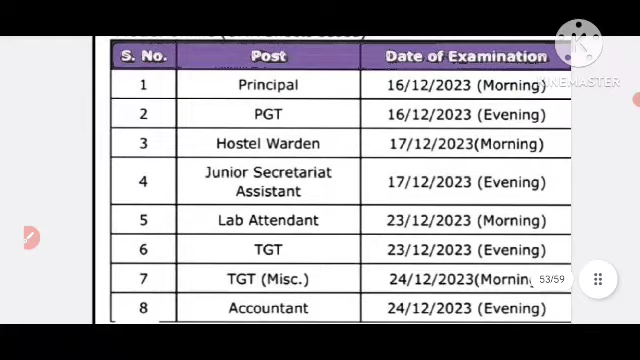 S. No. Post Date of Examination
KINEMASTER
1 Principal 16/12/2023 (Morning)
2 PGT 16/12/2023 (Evening)
3 Hostel Warden 17/12/2023(Morning)
4 Junior Secretariat Assistant 17/12/2023 (Evening)
5 Lab Attendant 23/12/2023 (Morning)
6 TGT 23/12/2023 (Evening)
7 TGT (Misc.) 24/12/2023(Mornin 53/59
8 Accountant 24/12/2023 (Evening)